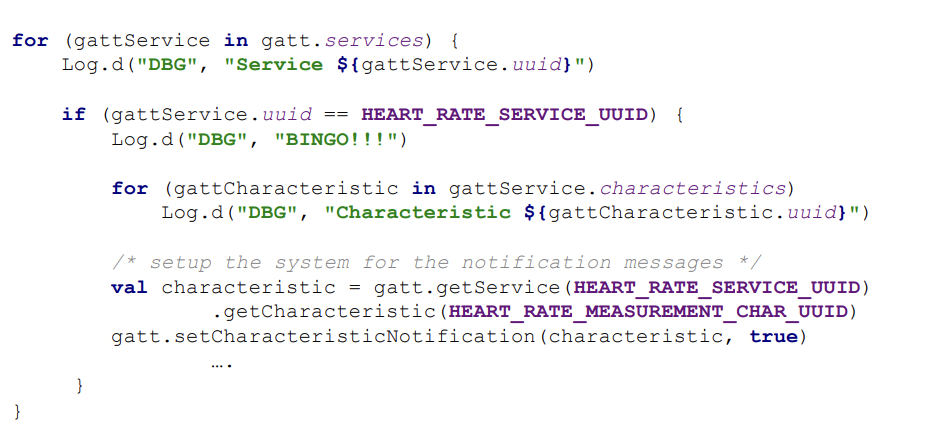 for (gattService in gatt.services) {
    Log.d("DBG", "Service ${gattService.uuid}")

    if (gattService.uuid == HEART_RATE_SERVICE_UUID) {
        Log.d("DBG", "BINGO!!!")

        for (gattCharacteristic in gattService.characteristics)
            Log.d("DBG", "Characteristic ${gattCharacteristic.uuid}")

        /* setup the system for the notification messages */
        val characteristic = gatt.getService(HEART_RATE_SERVICE_UUID)
                .getCharacteristic(HEART_RATE_MEASUREMENT_CHAR_UUID)
        gatt.setCharacteristicNotification(characteristic, true)
                ….
     }
}